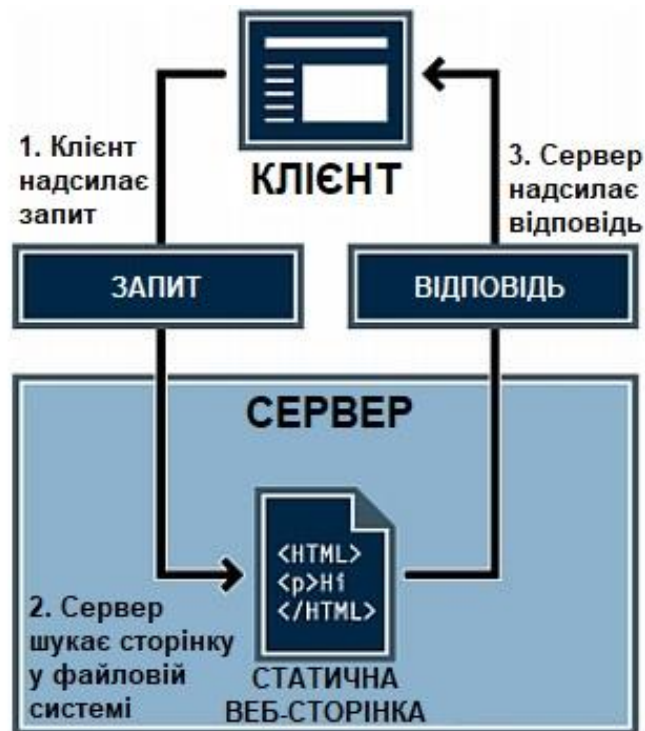 КЛІЄНТ
1. Клієнт
надсилає
запит
3. Сервер
надсилає
відповідь
ЗАПИТ
ВІДПОВІДЬ
СЕРВЕР
<HTML>
<p>Hi
</HTML>
2. Сервер
шукає сторінку
у файловій
системі
СТАТИЧНА
ВЕБ-СТОРІНКА